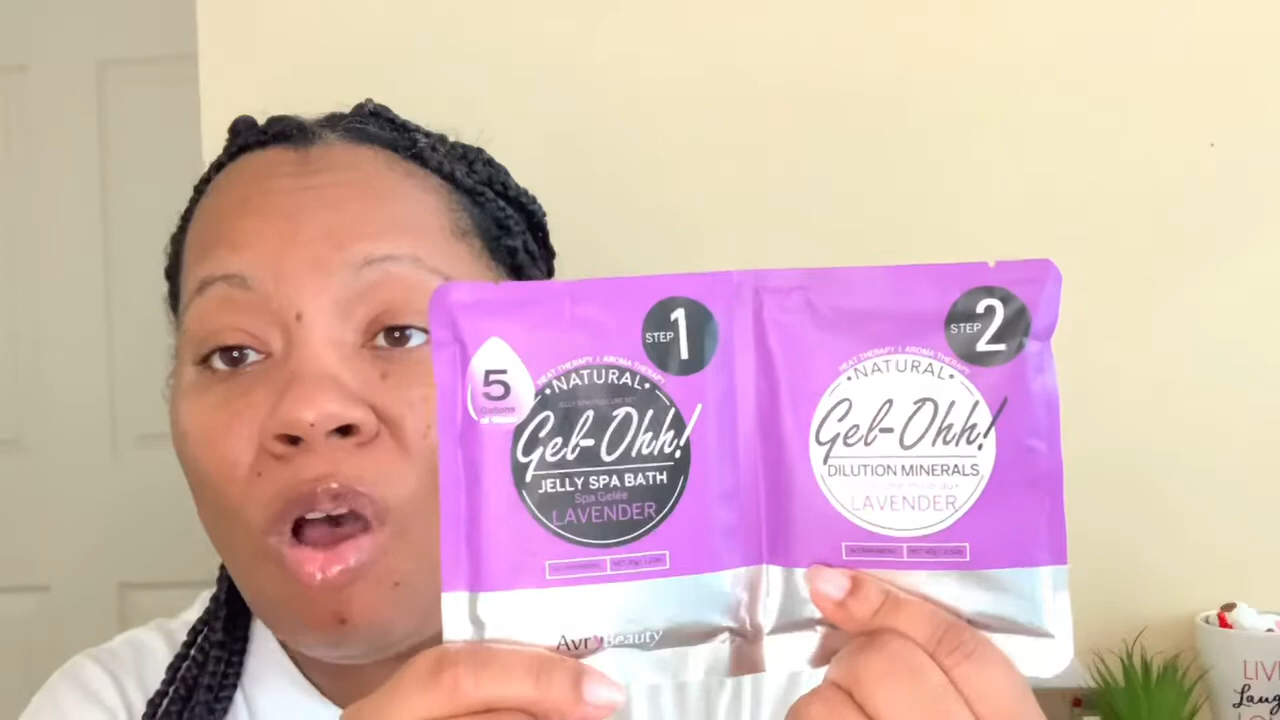 STEP 1
5
Gallons
HEAT THERAPY | AROMA THERAPY
NATURAL
Gel-Ohh!
JELLY SPA BATH
Spa Gelée
LAVENDER
AvryBeauty
STEP 2
HEAT THERAPY | AROMA THERAPY
NATURAL
Gel-Ohh!
DILUTION MINERALS
LAVENDER
LIV
Laug